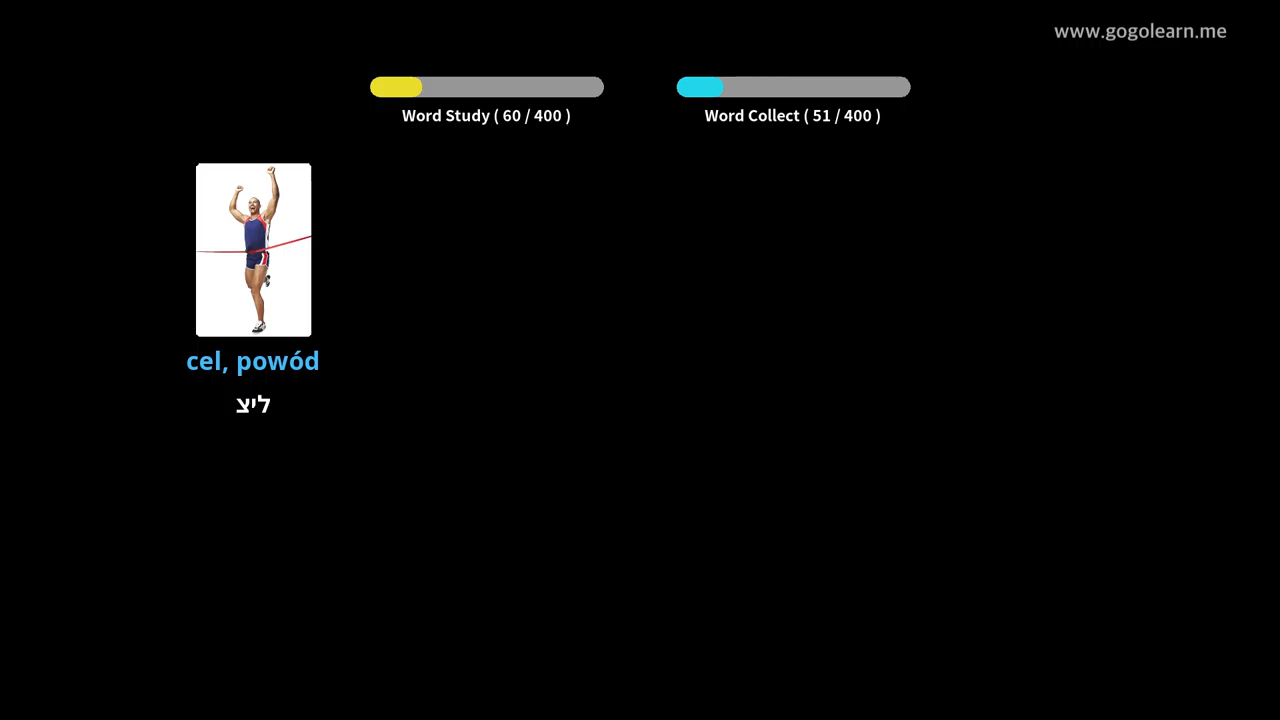 www.gogolearn.me
Word Study ( 60 / 400 )
Word Collect ( 51 / 400 )
cel, powód
ליצ